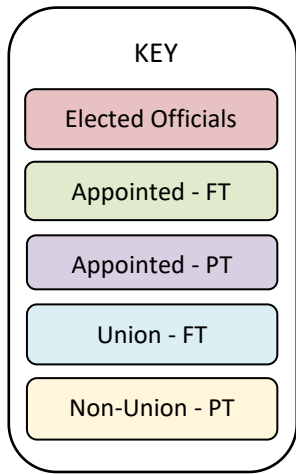 KEY
Elected Officials
Appointed - FT
Appointed - PT
Union - FT
Non-Union - PT